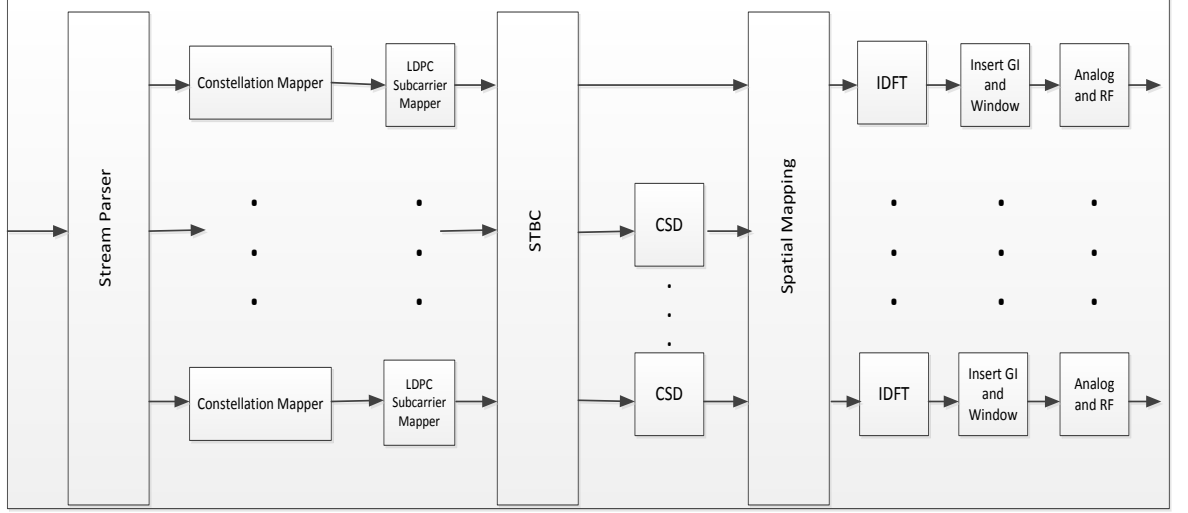 Stream Parser
Constellation Mapper
LDPC
Subcarrier
Mapper
STBC
Spatial Mapping
IDFT
Insert GI
and
Window
Analog
and RF
CSD
Constellation Mapper
LDPC
Subcarrier
Mapper
CSD
IDFT
Insert GI
and
Window
Analog
and RF